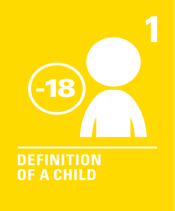 1
-18
DEFINITION
OF A CHILD